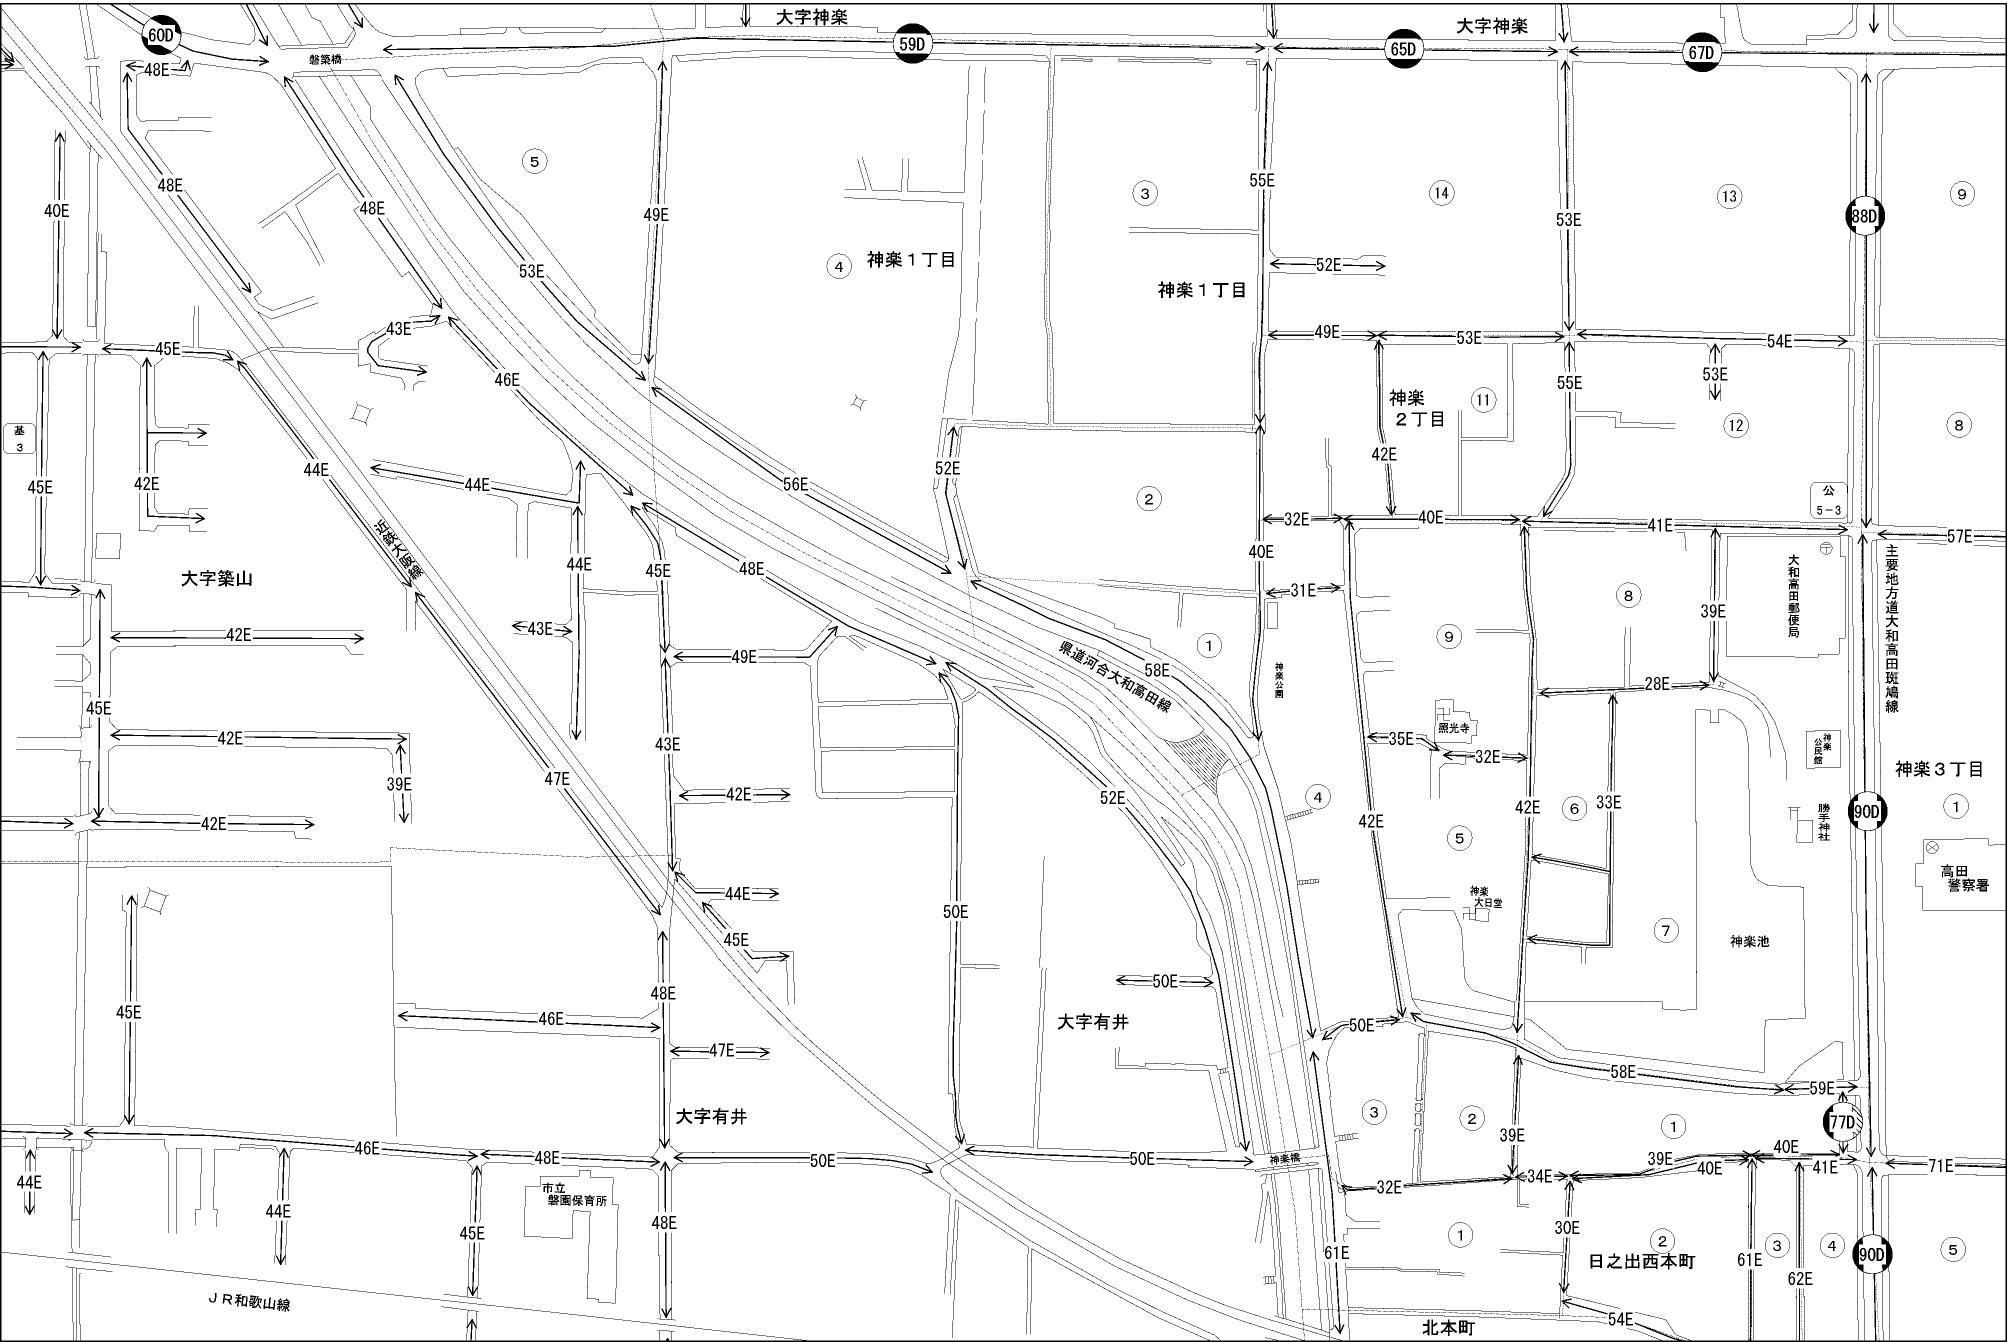 大字神楽
大字神楽
60D
59D
65D
67D
磐築橋
48E
5
3
14
13
9
48E
40E
48E
49E
55E
53E
88D
4
神楽1丁目
52E
53E
神楽1丁目
43E
49E
53E
54E
45E
46E
55E
53E
神楽
2丁目
11
12
8
基
3
42E
44E
52E
45E
42E
44E
56E
2
公
5-3
32E
40E
41E
57E
近鉄大阪線
40E
大字築山
44E
45E
48E
31E
8
39E
大和高田郵便局
主要地方道大和高田斑鳩線
42E
43E
9
49E
1
県道河合大和高田線
58E
神楽公園
28E
45E
42E
43E
照光寺
35E
32E
神楽
公民館
神楽3丁目
47E
39E
42E
52E
4
42E
42E
6
33E
90D
1
勝手神社
42E
5
高田
警察署
44E
神楽
大日堂
50E
45E
7
神楽池
48E
50E
45E
46E
大字有井
50E
47E
58E
59E
大字有井
3
2
1
77D
39E
46E
48E
50E
50E
神楽橋
39E
40E
40E
41E
71E
44E
市立
磐園保育所
32E
34E
44E
45E
48E
30E
61E
1
2
日之出西本町
3
61E
4
62E
90D
5
JR和歌山線
54E
北本町